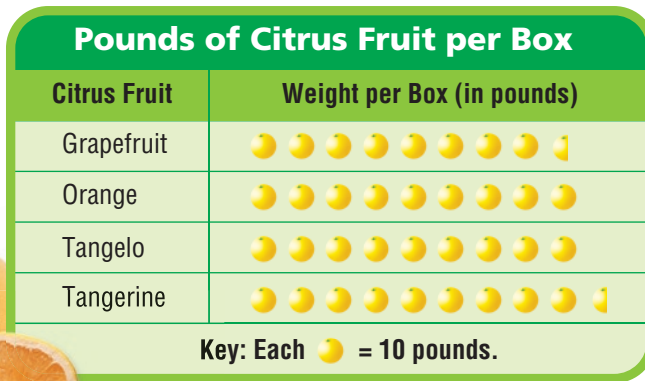 Pounds of Citrus Fruit per Box
Citrus Fruit Weight per Box (in pounds)
Grapefruit
Orange
Tangelo
Tangerine
Key: Each = 10 pounds.